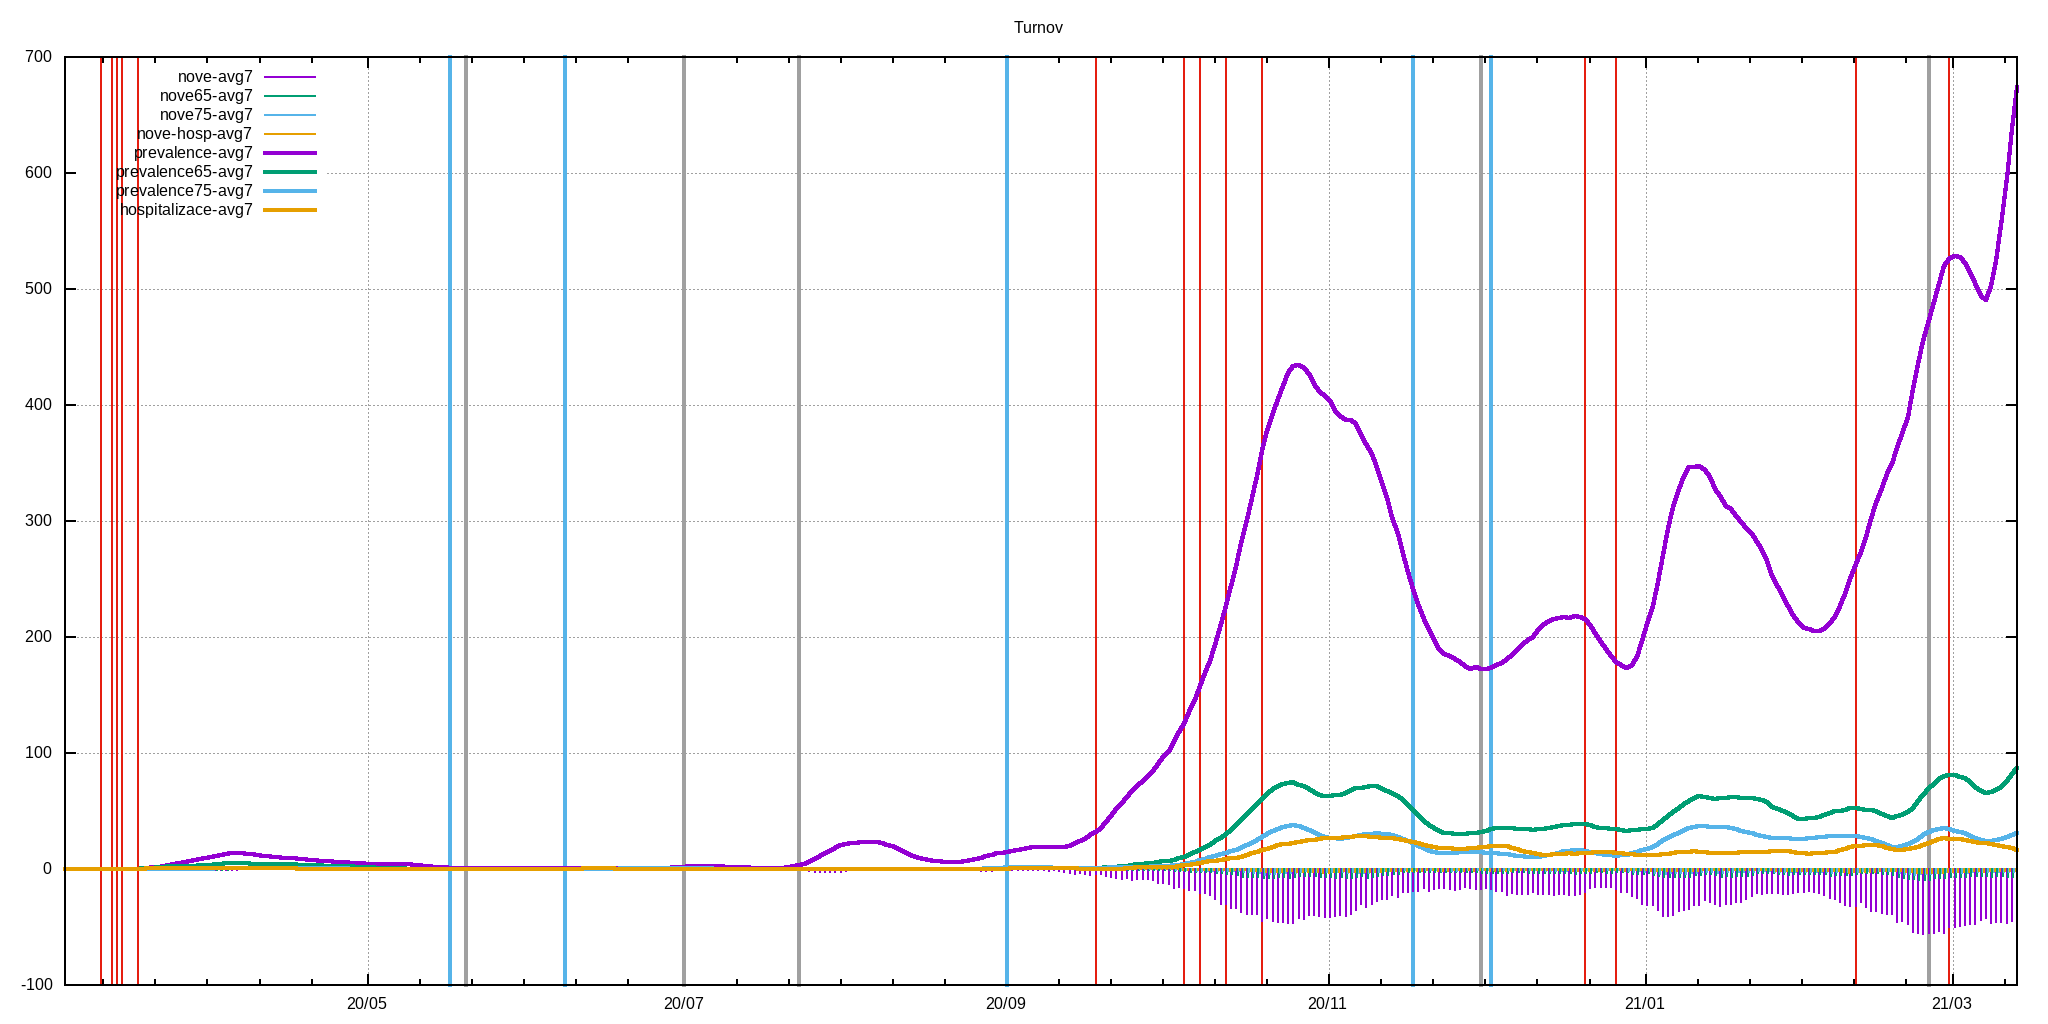 Turnov
700
600
500
400
300
200
100
0
-100
nove-avg7
nove65-avg7
nove75-avg7
nove-hosp-avg7
prevalence-avg7
prevalence65-avg7
prevalence75-avg7
hospitalizace-avg7
20/05
20/07
20/09
20/11
21/01
21/03